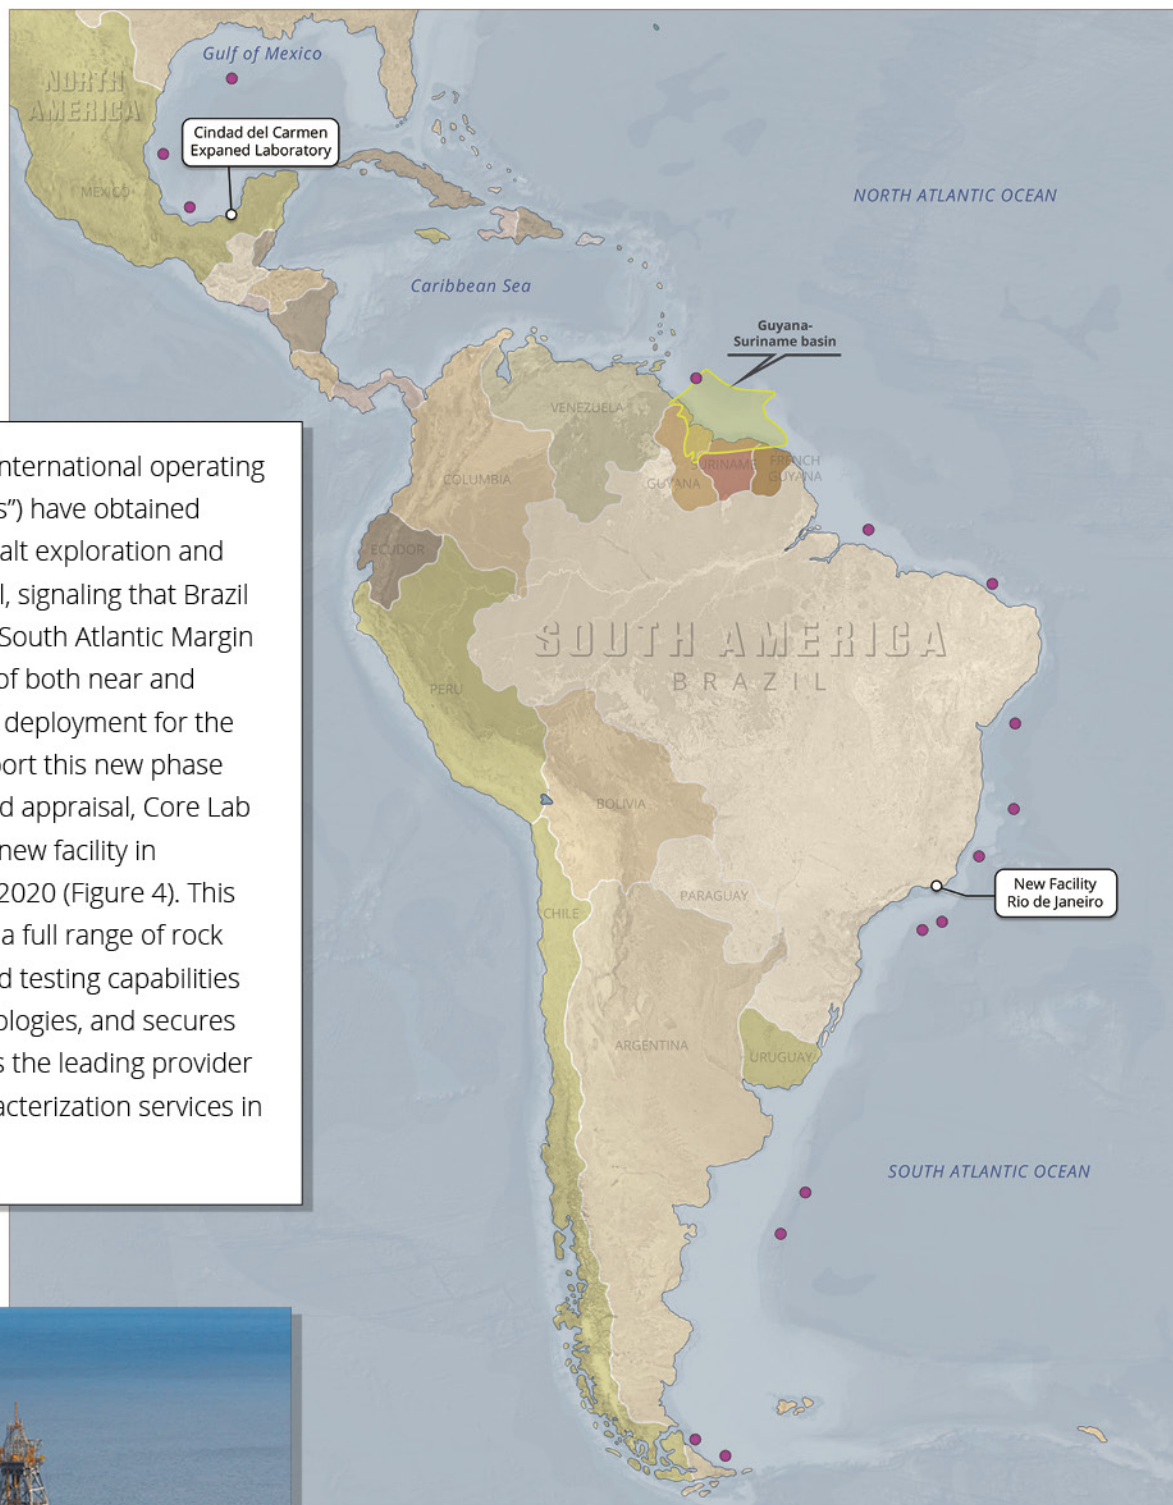 Gulf of Mexico
NORTH
AMERICA
Cindad del Carmen
Expaned Laboratory
MEXICO
NORTH ATLANTIC OCEAN
Caribbean Sea
Guyana-
Suriname basin
VENEZUELA
COLUMBIA
GUYANA
SURINAME
FRENCH
GUYANA
ECUDOR
SOUTH AMERICA
BRAZIL
PERU
BOLIVIA
PARAGUAY
New Facility
Rio de Janeiro
CHILE
ARGENTINA
URUGUAY
SOUTH ATLANTIC OCEAN
nternational operating
s”) have obtained
alt exploration and
l, signaling that Brazil
South Atlantic Margin
of both near and
deployment for the
port this new phase
d appraisal, Core Lab
new facility in
2020 (Figure 4). This
a full range of rock
d testing capabilities
ologies, and secures
s the leading provider
acterization services in